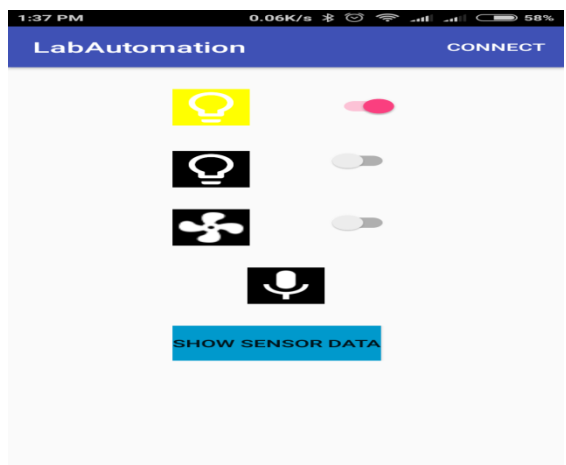 1:37 PM 0.06K/s 58%
LabAutomation CONNECT
SHOW SENSOR DATA